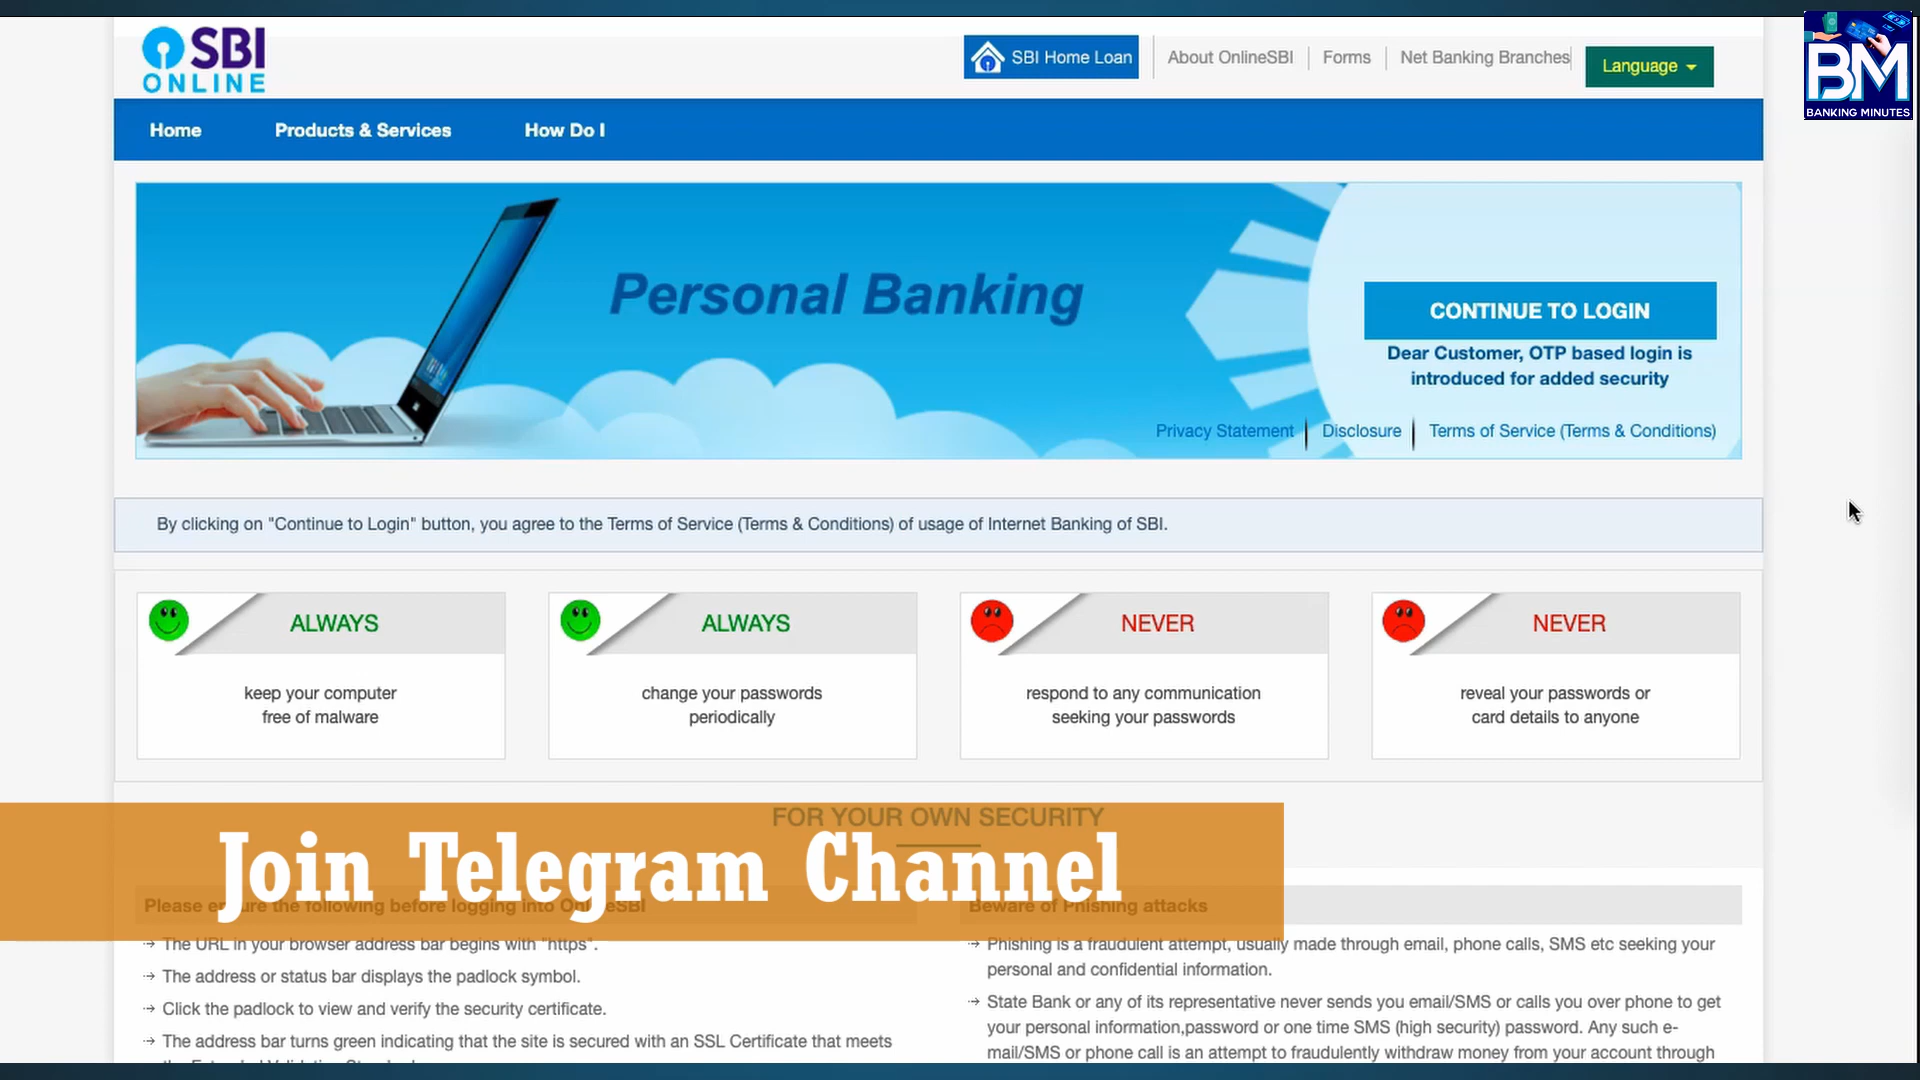 SBI
ONLINE
SBI Home Loan
About OnlineSBI
Forms
Net Banking Branches
Language
BM
BANKING MINUTES
Home
Products & Services
How Do I
Personal Banking
CONTINUE TO LOGIN
Dear Customer, OTP based login is
introduced for added security
Privacy Statement
Disclosure
Terms of Service (Terms & Conditions)
By clicking on "Continue to Login" button, you agree to the Terms of Service (Terms & Conditions) of usage of Internet Banking of SBI.
ALWAYS
keep your computer
free of malware
ALWAYS
change your passwords
periodically
NEVER
respond to any communication
seeking your passwords
NEVER
reveal your passwords or
card details to anyone
FOR YOUR OWN SECURITY
Join Telegram Channel
Please ensure the following before logging into OnlineSBI
→ The URL in your browser address bar begins with "https".
→ The address or status bar displays the padlock symbol.
→ Click the padlock to view and verify the security certificate.
→ The address bar turns green indicating that the site is secured with an SSL Certificate that meets
Beware of Phishing attacks
→ Phishing is a fraudulent attempt, usually made through email, phone calls, SMS etc seeking your
personal and confidential information.
→ State Bank or any of its representative never sends you email/SMS or calls you over phone to get
your personal information,password or one time SMS (high security) password. Any such e-
mail/SMS or phone call is an attempt to fraudulently withdraw money from your account through